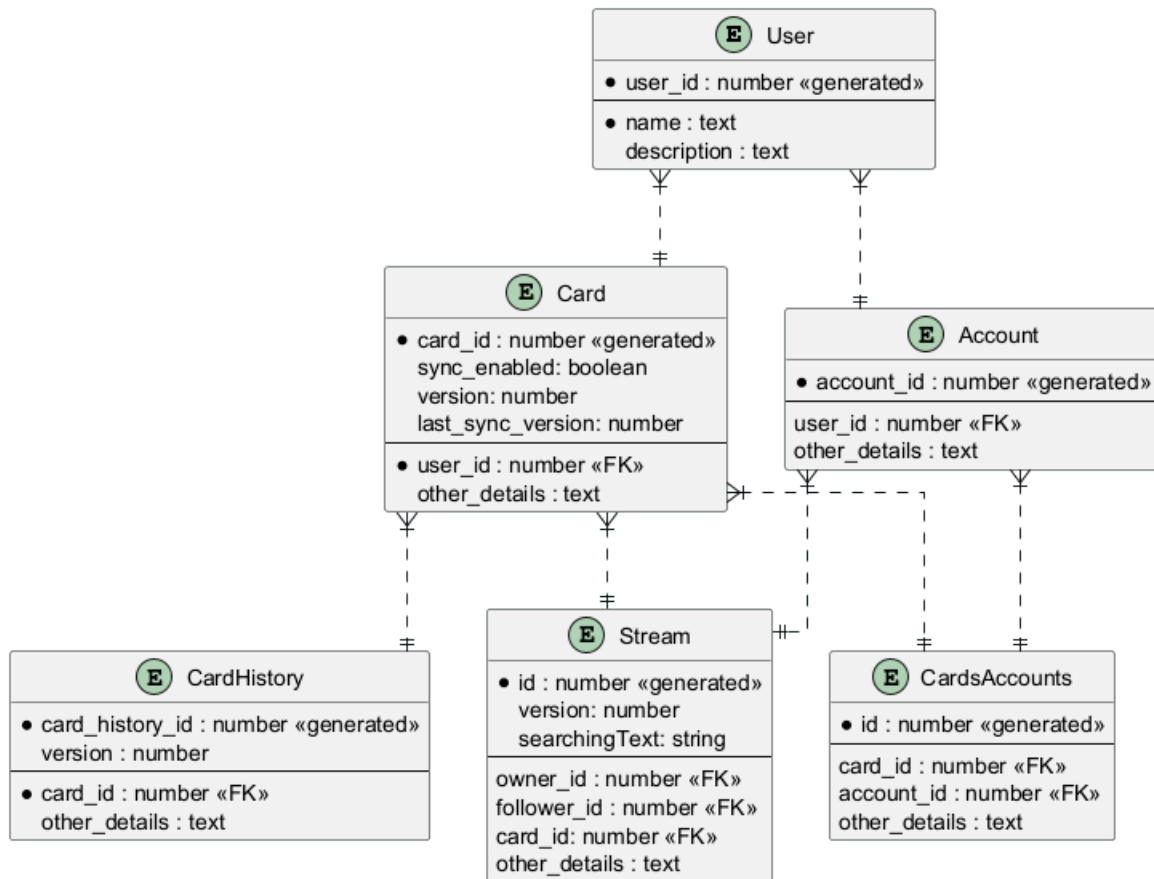 E User
user_id : number «generated»
name : text
description : text
E Card
card_id : number «generated»
sync_enabled: boolean
version: number
last_sync_version: number
user_id : number «FK»
other_details : text
E Account
account_id : number «generated»
user_id : number «FK»
other_details : text
E CardHistory
card_history_id : number «generated»
version : number
card_id : number «FK»
other_details : text
E Stream
id : number «generated»
version: number
searchingText: string
owner_id : number «FK»
follower_id : number «FK»
card_id: number «FK»
other_details : text
E CardsAccounts
id : number «generated»
card_id : number «FK»
account_id : number «FK»
other_details : text